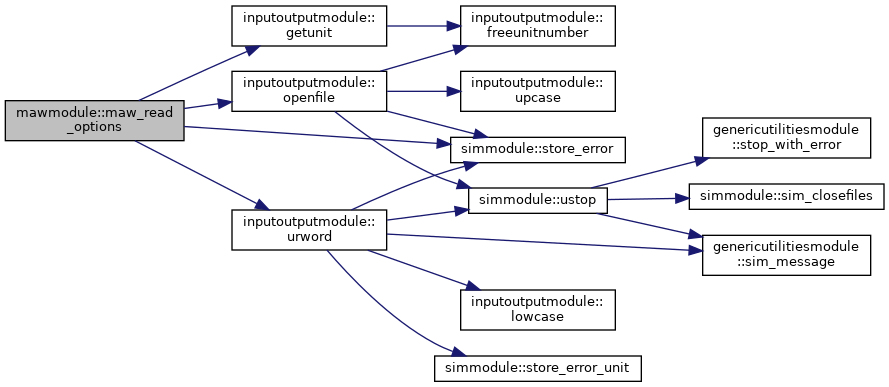 mawmodule::maw_read
_options
inputoutputmodule::
getunit
inputoutputmodule::
openfile
inputoutputmodule::
urword
inputoutputmodule::
freeunitnumber
inputoutputmodule::
upcase
simmodule::store_error
simmodule::ustop
inputoutputmodule::
lowcase
simmodule::store_error_unit
genericutilitiesmodule
::stop_with_error
simmodule::sim_closefiles
genericutilitiesmodule
::sim_message